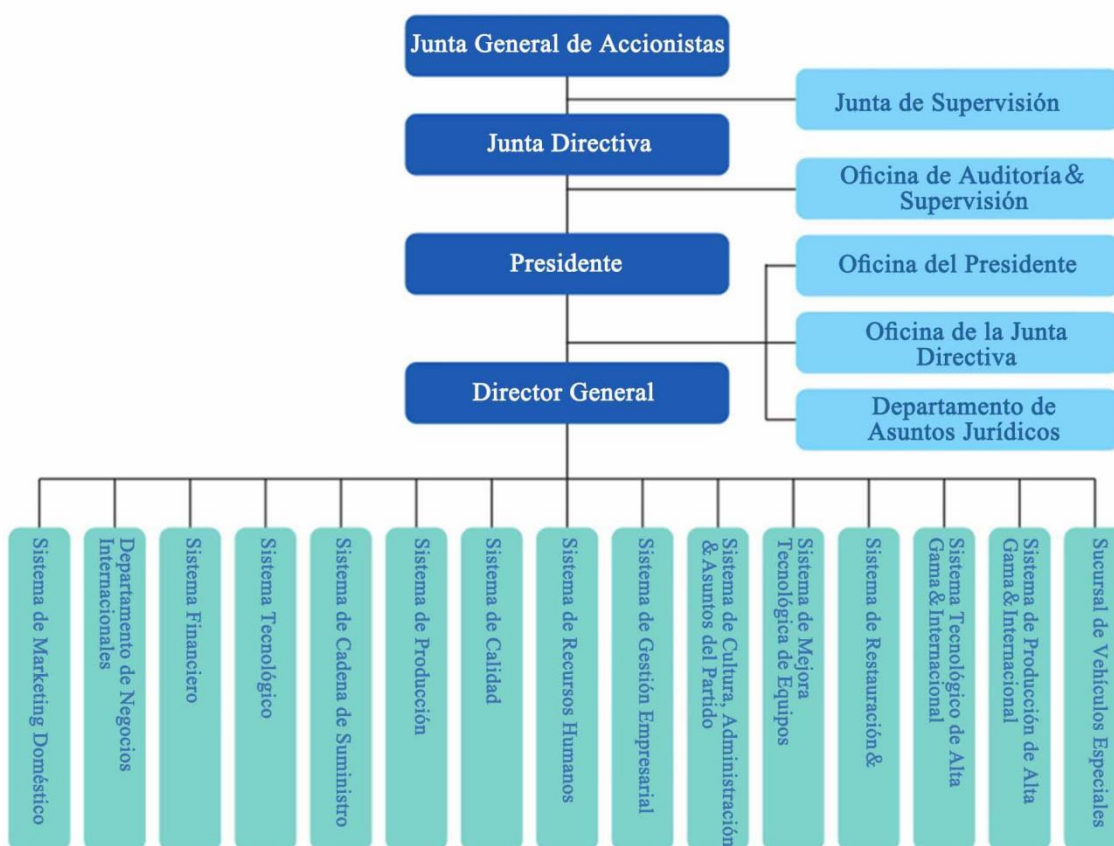 Junta General de Accionistas
Junta de Supervisión
Junta Directiva
Oficina de Auditoría&
Supervisión
Presidente
Oficina del Presidente
Oficina de la Junta
Directiva
Director General
Departamento de
Asuntos Jurídicos
Sistema de Marketing Doméstico
Departamento de Negocios
Internacionales
Sistema Financiero
Sistema Tecnológico
Sistema de Cadena de Suministro
Sistema de Producción
Sistema de Calidad
Sistema de Recursos Humanos
Sistema de Gestión Empresarial
Sistema de Cultura, Administración
& Asuntos del Partido
Sistema de Mejora
Tecnológica de Equipos
Sistema de Restauración&
Sistema Tecnológico de Alta
Gama&Internacional
Sistema de Producción de Alta
Gama&Internacional
Sucursal de Vehículos Especiales